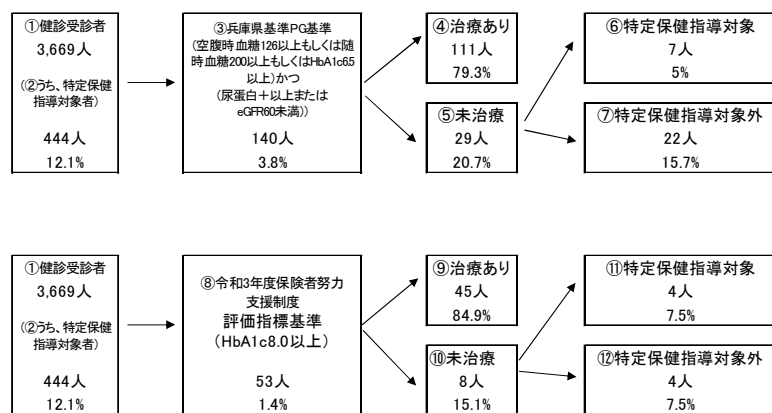 ①健診受診者
3,669人
(②うち、特定保健
指導対象者)
444人
12.1%
③兵庫県基準PG基準
(空腹時血糖126以上もしくは随
時血糖200以上もしくはHbA1c6.5
以上)かつ
(尿蛋白+以上または
eGFR60未満))
140人
3.8%
④治療あり
111人
79.3%
⑤未治療
29人
20.7%
⑥特定保健指導対象
7人
5%
⑦特定保健指導対象外
22人
15.7%
①健診受診者
3,669人
(②うち、特定保健
指導対象者)
444人
12.1%
⑧令和3年度保険者努力
支援制度
評価指標基準
(HbA1c8.0以上)
53人
1.4%
⑨治療あり
45人
84.9%
⑩未治療
8人
15.1%
⑪特定保健指導対象
4人
7.5%
⑫特定保健指導対象外
4人
7.5%